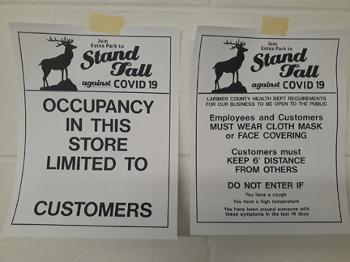 Join
Estes Park to
Stand
Tall
against COVID 19
OCCUPANCY
IN THIS
STORE
LIMITED TO
CUSTOMERS
Join
Estes Park to
Stand
Tall
against COVID 19
LARIMER COUNTY HEALTH DEPT REQUIREMENTS
FOR OUR BUSINESS TO BE OPEN TO THE PUBLIC
Employees and Customers
MUST WEAR CLOTH MASK
or FACE COVERING
Customers must
KEEP 6' DISTANCE
FROM OTHERS
DO NOT ENTER IF
You have a cough
You have a high temperature
You have been around someone with
these symptoms in the last 14 days